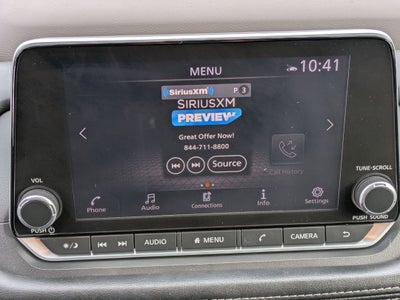 MENU
10:41
SiriusXM
P 3
SIRIUSXM
PREVIEW
Great Offer Now!
844-711-8800
Source
Call History
Phone
Audio
Connections
Info
Settings
VOL
PUSH
TUNE•SCROLL
PUSH SOUND
AUDIO
MENU
CAMERA